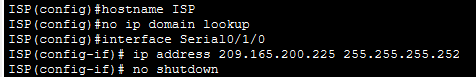 ISP(config)#hostname ISP
ISP(config)#no ip domain lookup
ISP(config)#interface Serial0/1/0
ISP(config-if)# ip address 209.165.200.225 255.255.255.252
ISP(config-if)# no shutdown